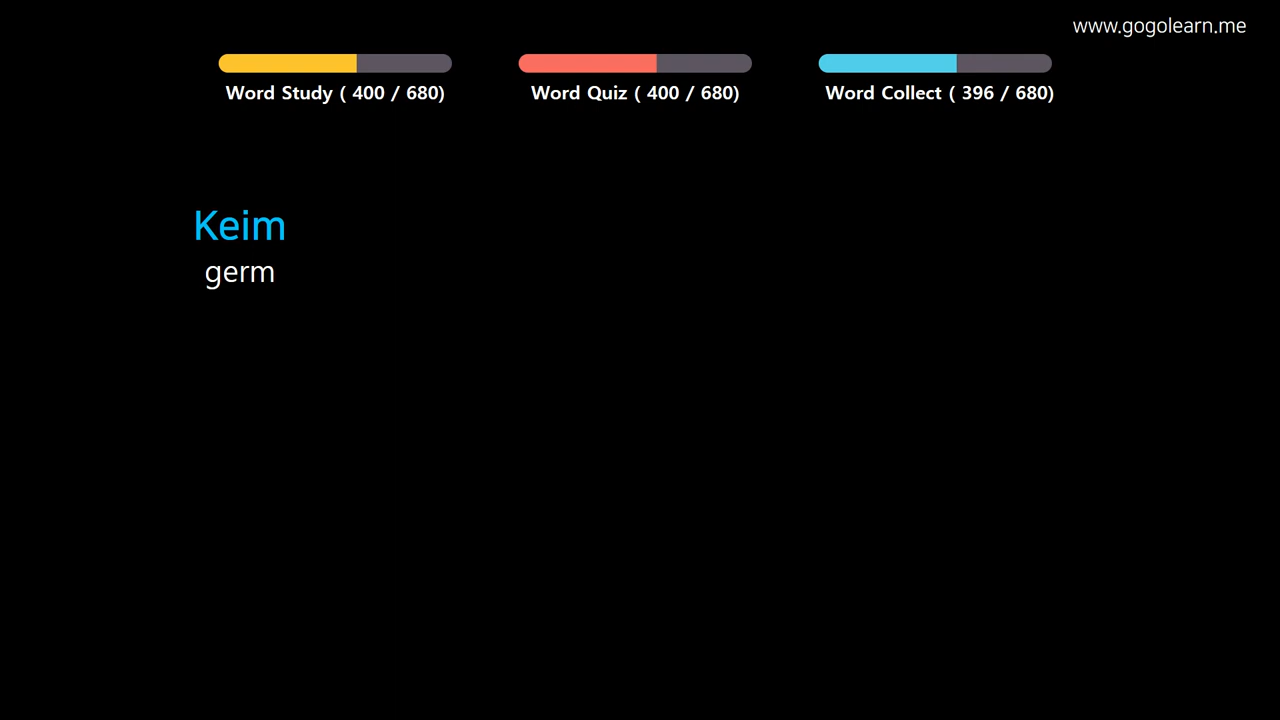 www.gogolearn.me
Word Study ( 400 / 680)
Word Quiz ( 400 / 680)
Word Collect ( 396 / 680)
Keim
germ